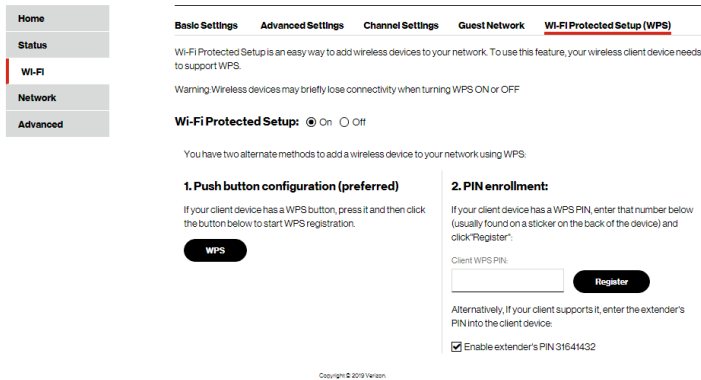 Home
Status
Wi-Fi
Network
Advanced
Basic Settings
Advanced Settings
Channel Settings
Guest Network
Wi-Fi Protected Setup (WPS)
Wi-Fi Protected Setup is an easy way to add wireless devices to your network. To use this feature, your wireless client device needs
to support WPS.
Warning:Wireless devices may briefly lose connectivity when turning WPS ON or OFF
Wi-Fi Protected Setup: On Off
You have two alternate methods to add a wireless device to your network using WPS:
1. Push button configuration (preferred)
If your client device has a WPS button, press it and then click
the button below to start WPS registration.
WPS
2. PIN enrollment:
If your client device has a WPS PIN, enter that number below
(usually found on a sticker on the back of the device) and
click"Register":
Client WPS PIN:
Register
Alternatively, If your client supports it, enter the extender's
PIN into the client device:
Enable extender's PIN 31641432
Copyright © 2019 Verizon